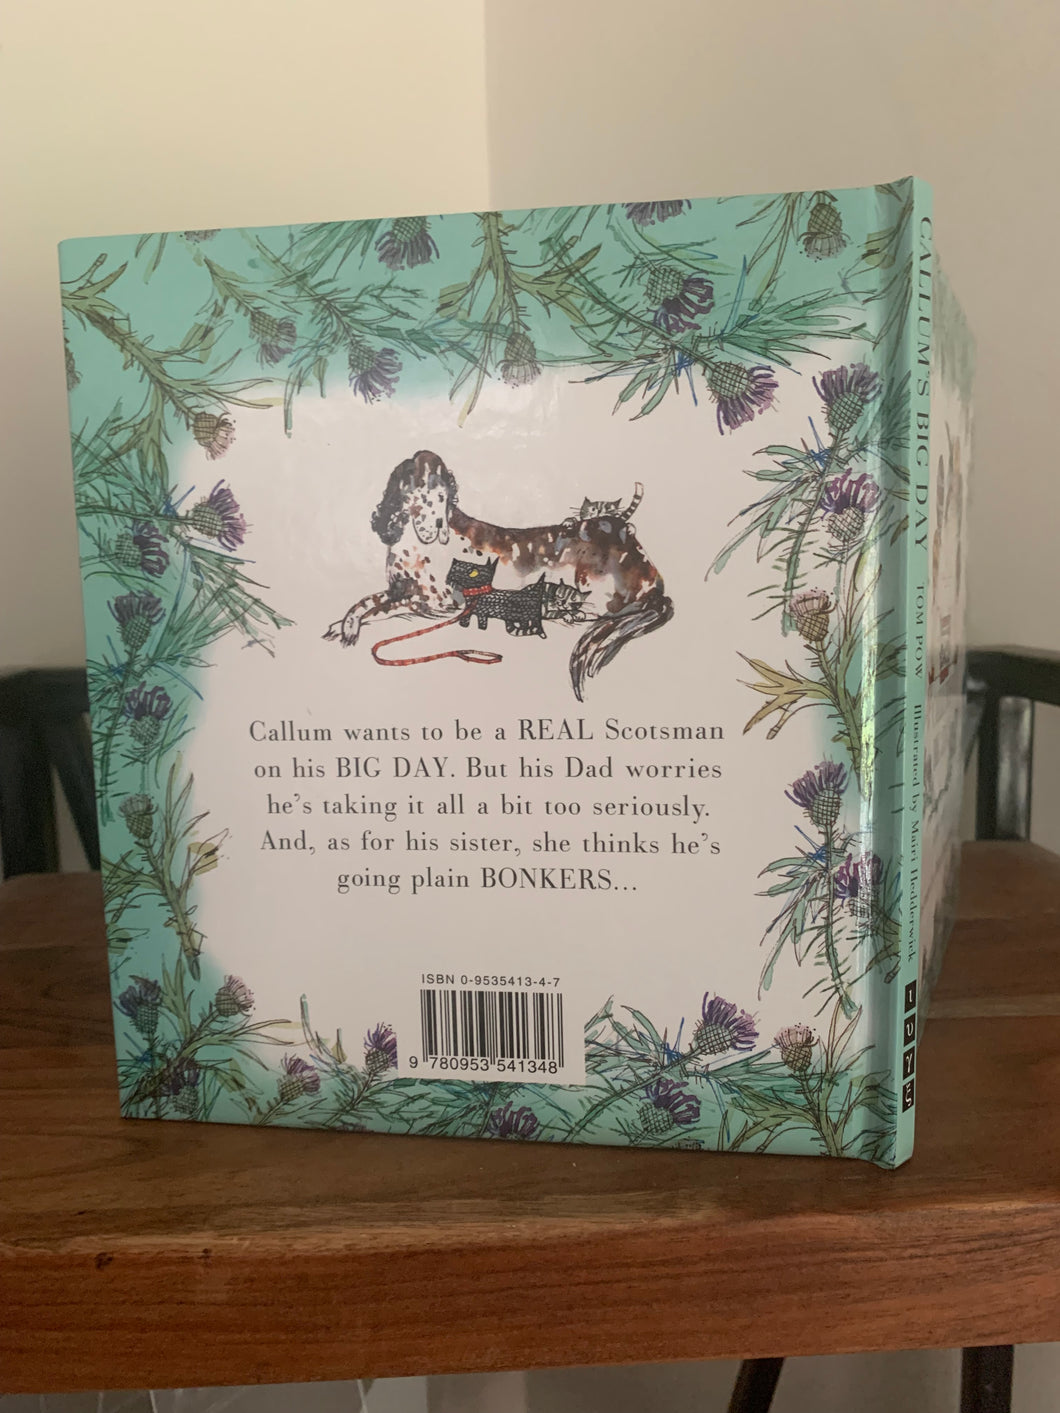 Callum wants to be a REAL Scotsman
on his BIG DAY. But his Dad worries
he's taking it all a bit too seriously.
And, as for his sister, she thinks he's
going plain BONKERS...
ISBN 0-9535413-4-7
9 780953 541348
CALLUM'S BIG DAY TOM POW Illustrated by Mairi Hedderwick